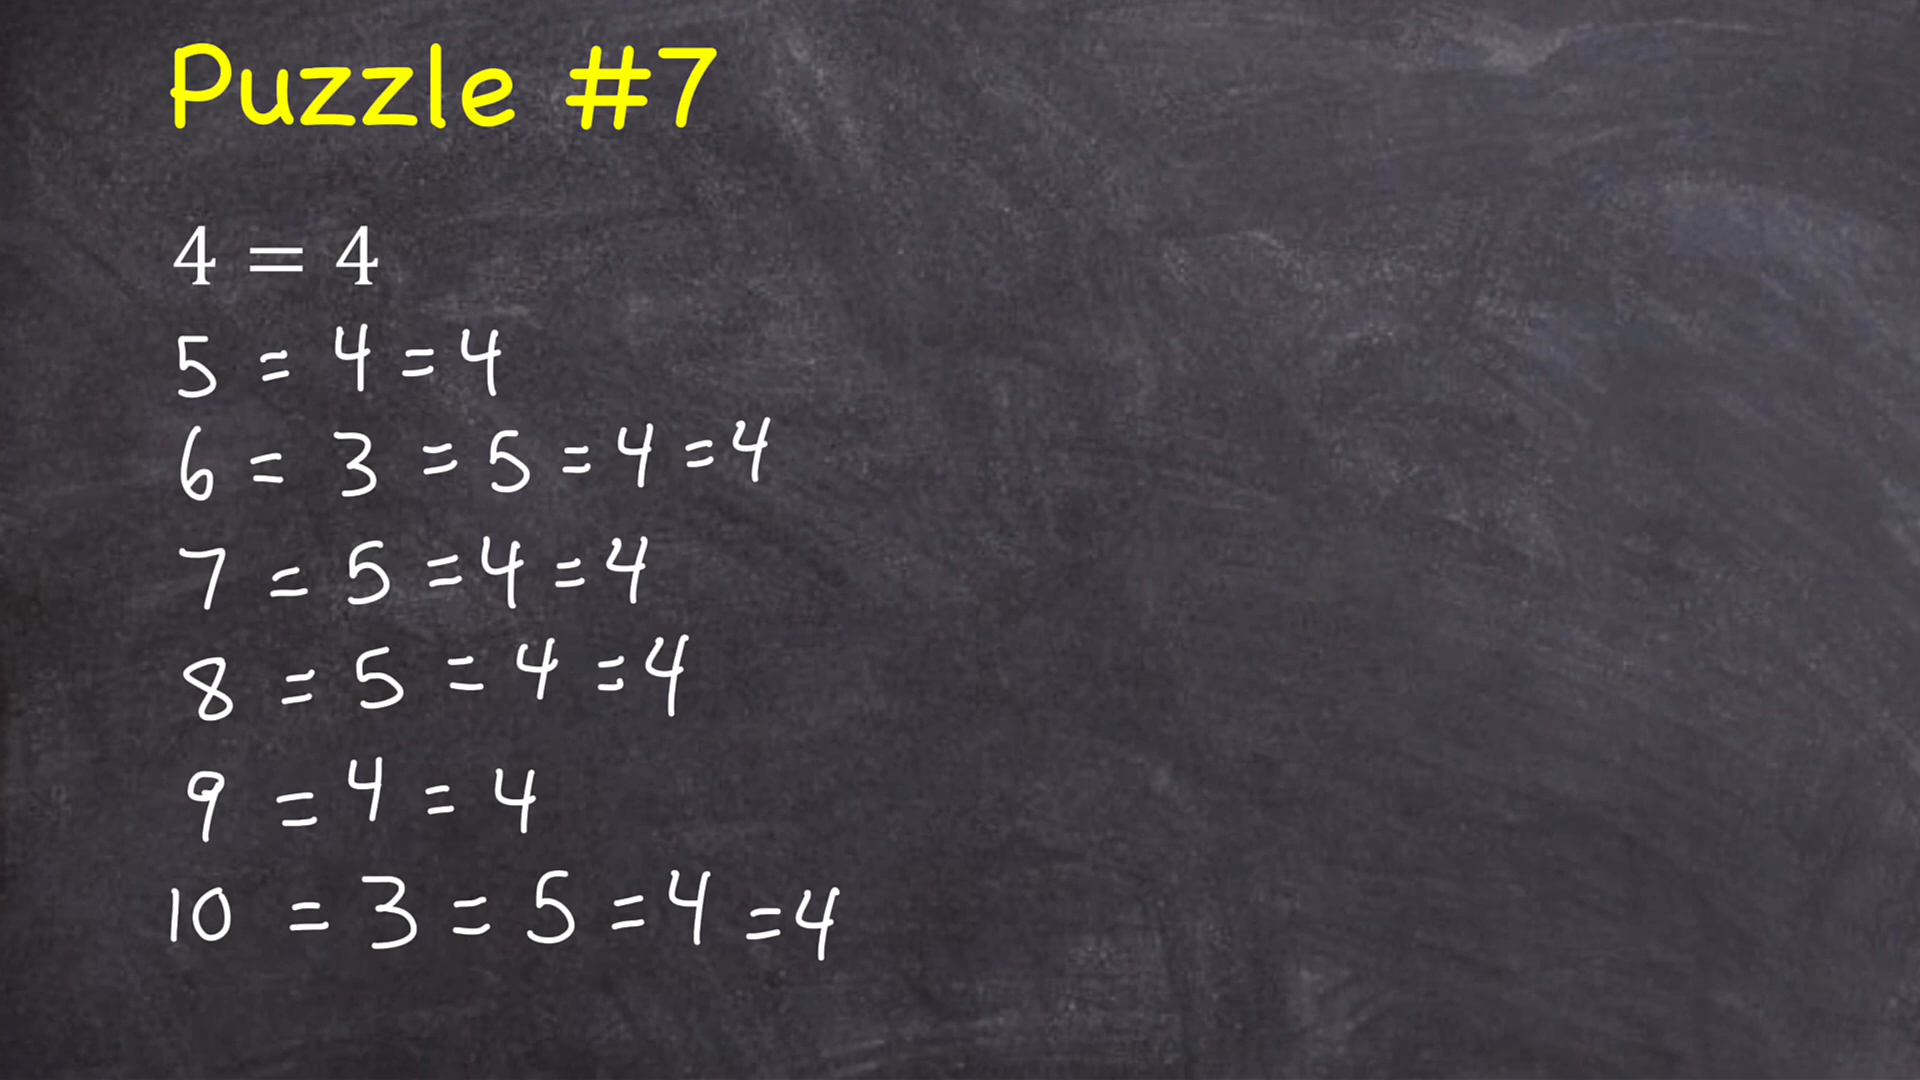 Puzzle #7
4 = 4
5 = 4 = 4
6 = 3 = 5 = 4 = 4
7 = 5 = 4 = 4
8 = 5 = 4 = 4
9 = 4 = 4
10 = 3 = 5 = 4 = 4